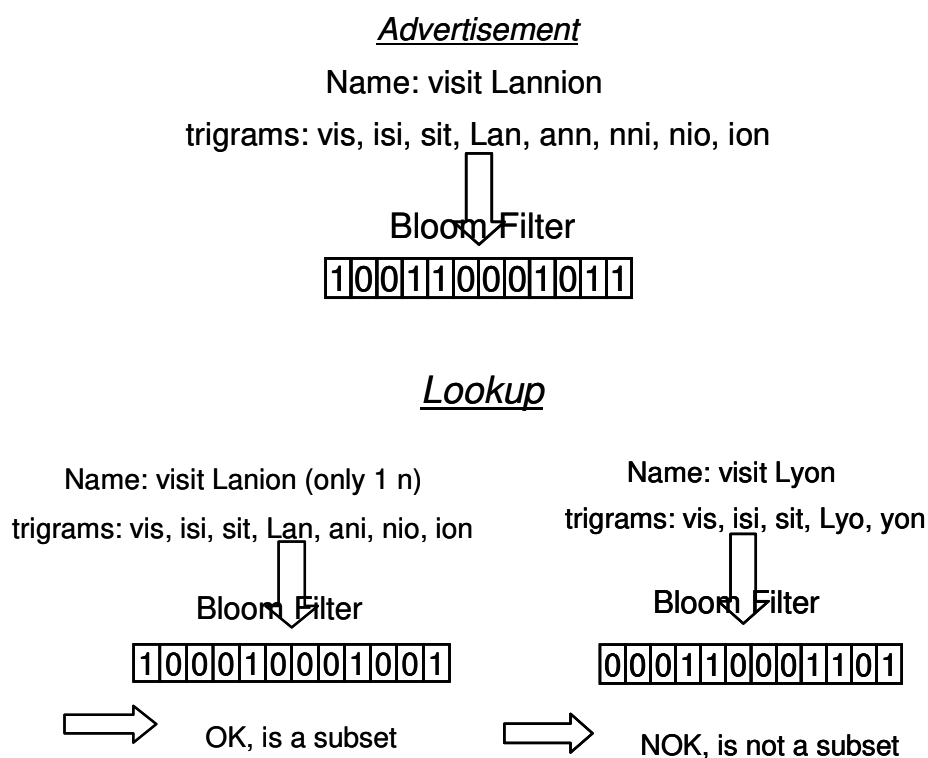 Advertisement
Name: visit Lannion
trigrams: vis, isi, sit, Lan, ann, nni, nio, ion
Bloom Filter
100110001011
Lookup
Name: visit Lanion (only 1 n)
trigrams: vis, isi, sit, Lan, ani, nio, ion
Bloom Filter
100010001001
OK, is a subset
Name: visit Lyon
trigrams: vis, isi, sit, Lyo, yon
Bloom Filter
000110001101
NOK, is not a subset